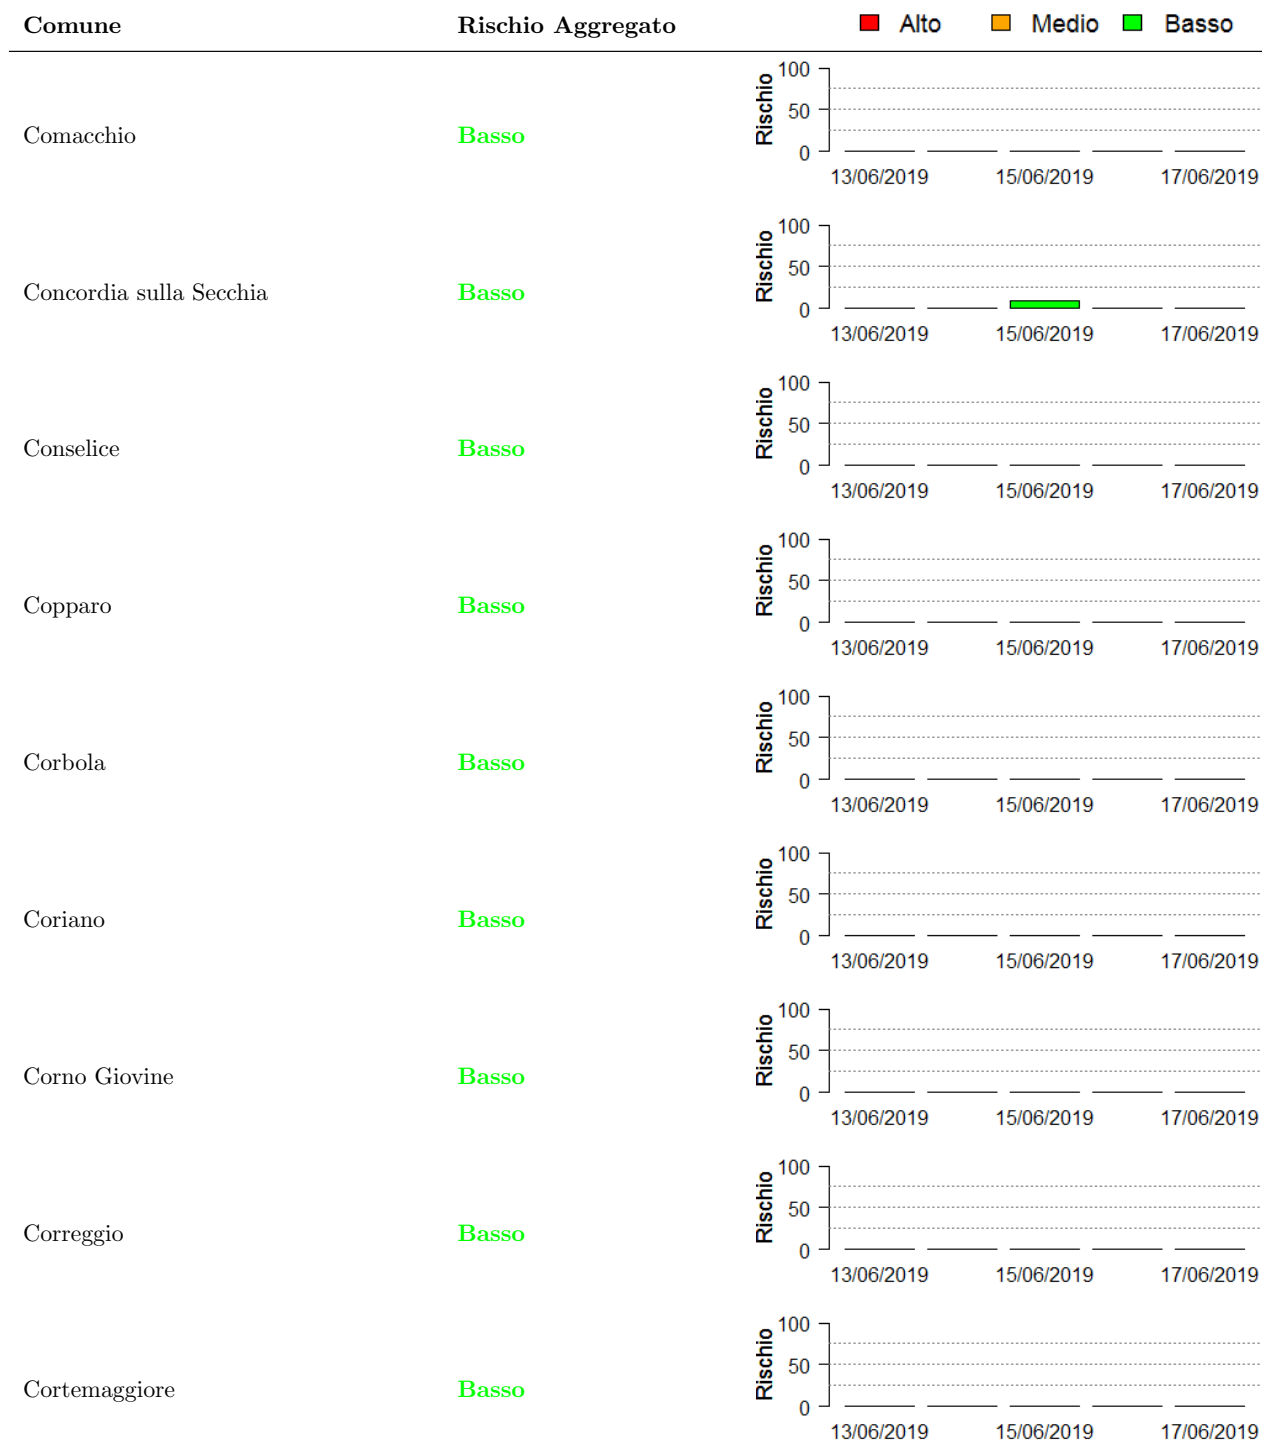 Comune Rischio Aggregato Alto Medio Basso
100
50
0
Rischio
Comacchio Basso
13/06/2019 15/06/2019 17/06/2019
100
50
0
Rischio
Concordia sulla Secchia Basso
13/06/2019 15/06/2019 17/06/2019
100
50
0
Rischio
Conselice Basso
13/06/2019 15/06/2019 17/06/2019
100
50
0
Rischio
Copparo Basso
13/06/2019 15/06/2019 17/06/2019
100
50
0
Rischio
Corbola Basso
13/06/2019 15/06/2019 17/06/2019
100
50
0
Rischio
Coriano Basso
13/06/2019 15/06/2019 17/06/2019
100
50
0
Rischio
Corno Giovine Basso
13/06/2019 15/06/2019 17/06/2019
100
50
0
Rischio
Correggio Basso
13/06/2019 15/06/2019 17/06/2019
100
50
0
Rischio
Cortemaggiore Basso
13/06/2019 15/06/2019 17/06/2019